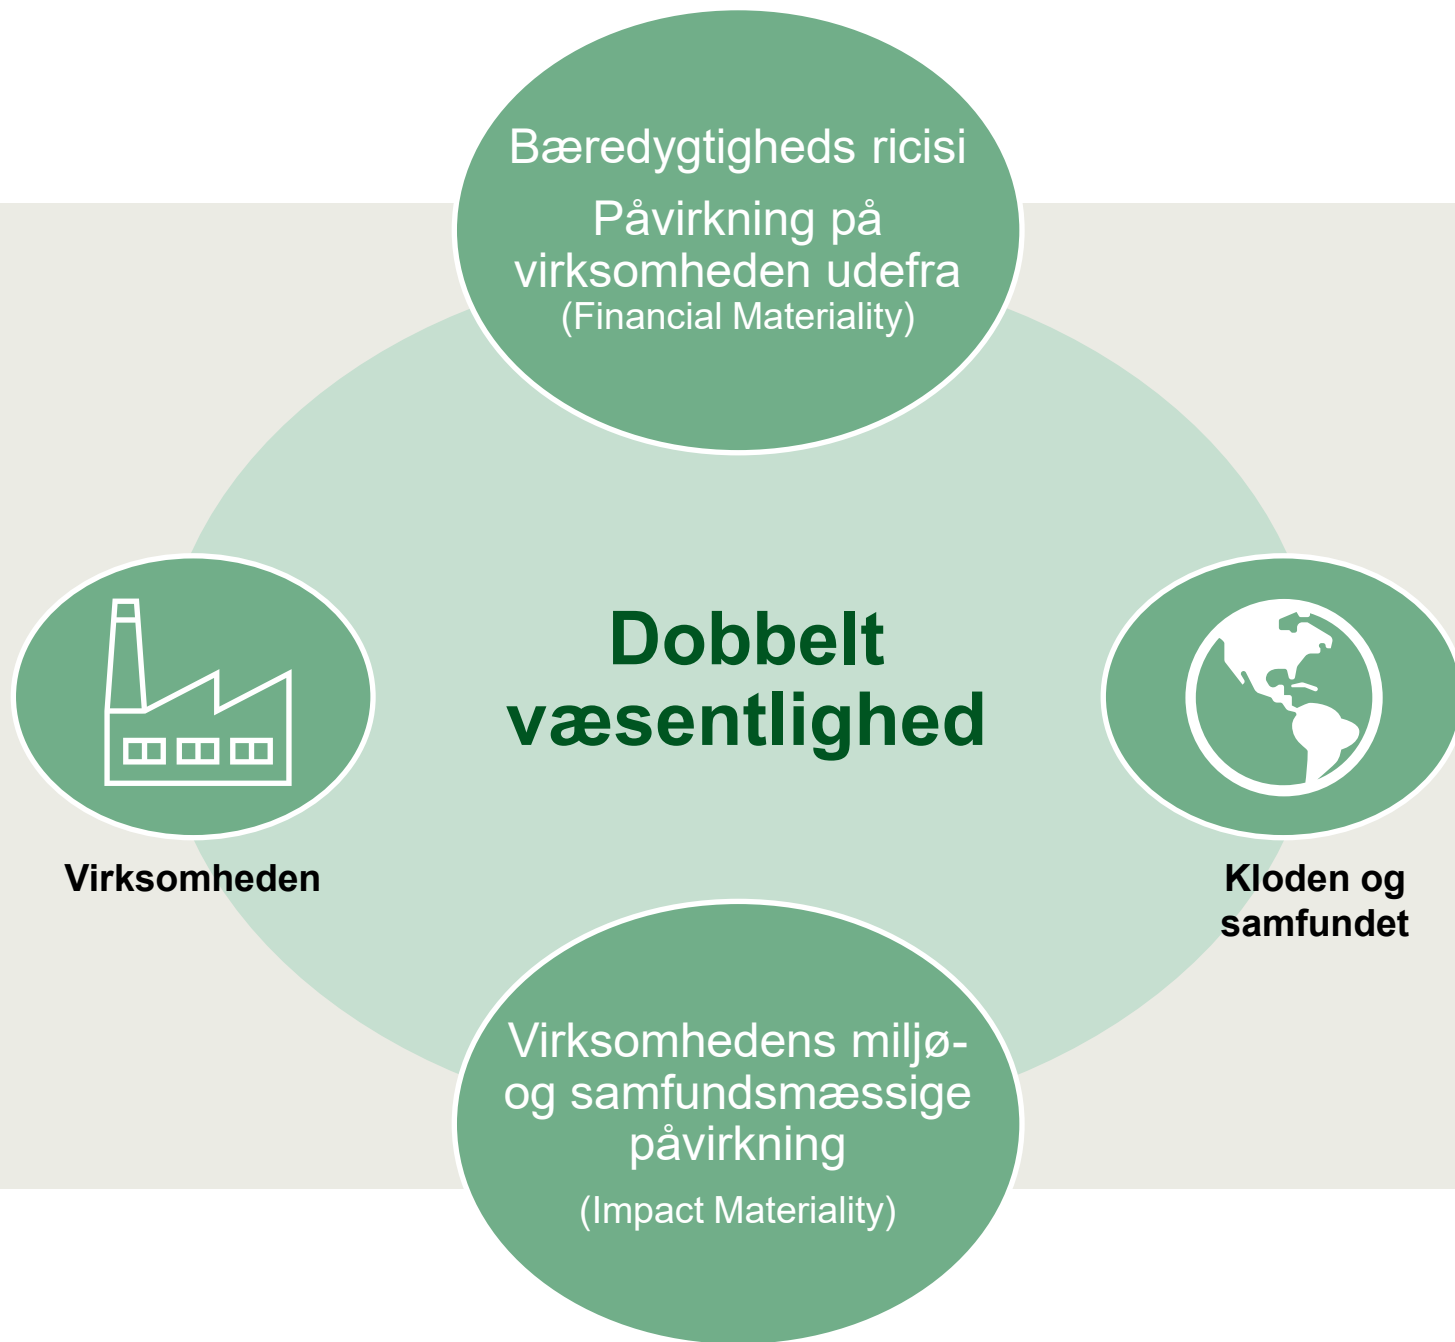 Bæredygtigheds ricisi
Påvirkning på
virksomheden udefra
(Financial Materiality)
Dobbelt
væsentlighed
Virksomheden
Kloden og
samfundet
Virksomhedens miljø-
og samfundsmæssige
påvirkning
(Impact Materiality)